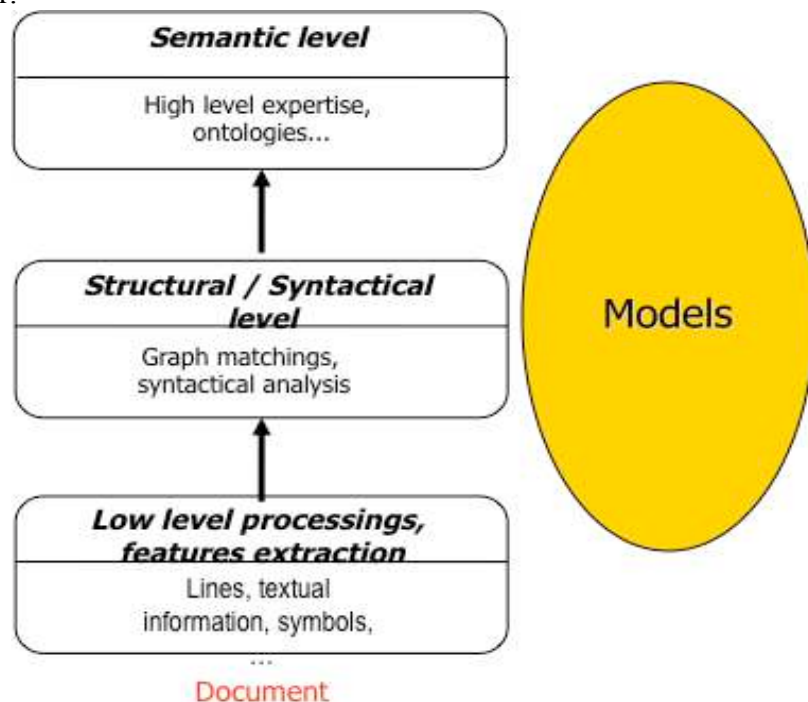 Semantic level
High level expertise,
ontologies...
Structural / Syntactical
level
Graph matchings,
syntactical analysis
Models
Low level processings,
features extraction
Lines, textual
information, symbols,
...
Document